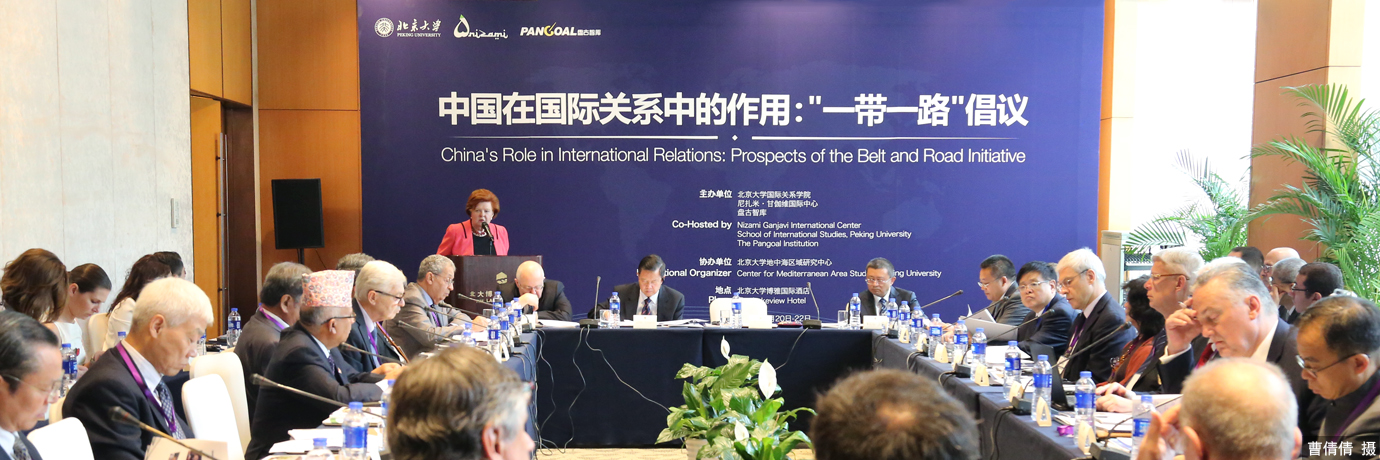 北京大学
PEKING UNIVERSITY
Nizami
PANGOAL 盘古智库
中国在国际关系中的作用："一带一路"倡议
China's Role in International Relations: Prospects of the Belt and Road Initiative
主办单位 北京大学国际关系学院
尼扎米·甘伽维国际中心
盘古智库
Co-Hosted by Nizami Ganjavi International Center
School of International Studies, Peking University
The Pangoal Institution
协办单位 北京大学地中海区域研究中心
tional Organizer Center for Mediterranean Area Stud king University
地点 北京大学博雅国际酒店
Pl keview Hotel
20日-22日
北大博
曹倩倩 摄